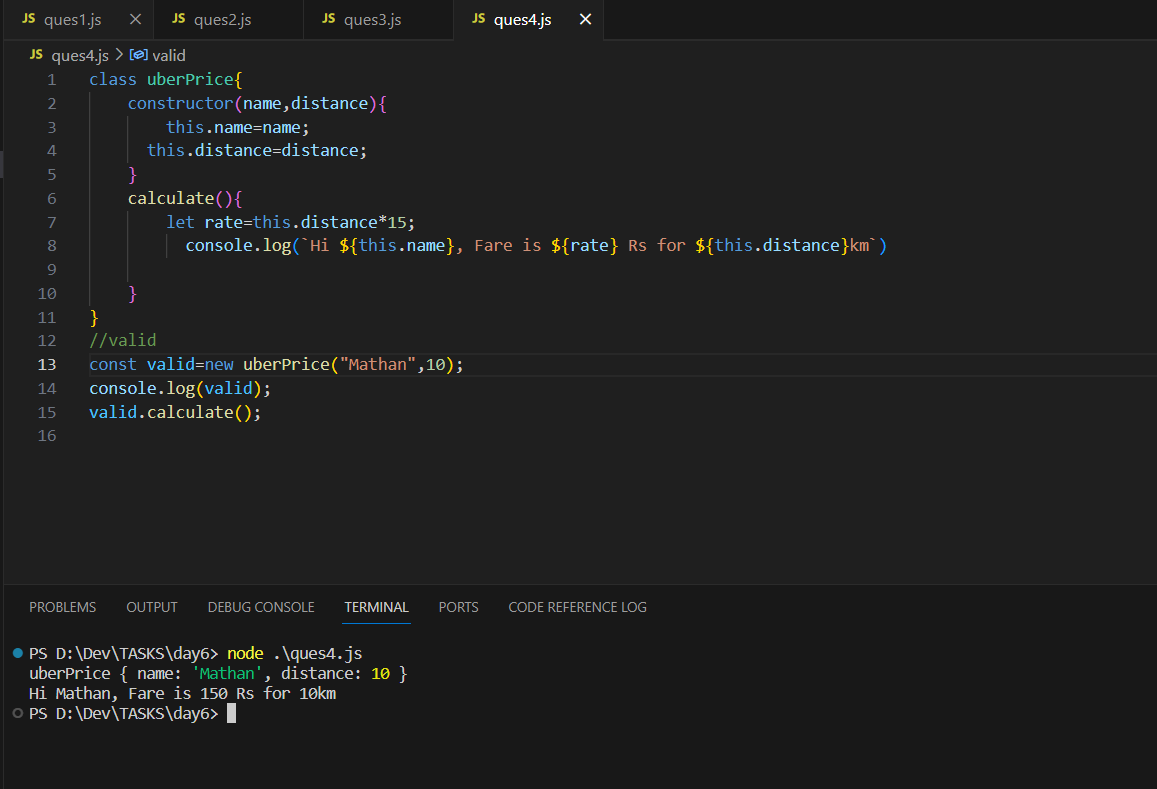 JS ques1.js × JS ques2.js JS ques3.js JS ques4.js ×
JS ques4.js > valid
1 class uberPrice{
2 constructor(name,distance){
3 this.name=name;
4 this.distance=distance;
5 }
6 calculate(){
7 let rate=this.distance*15;
8 console.log(`Hi ${this.name}, Fare is ${rate} Rs for ${this.distance}km`)
9
10 }
11 }
12 //valid
13 const valid=new uberPrice("Mathan",10);
14 console.log(valid);
15 valid.calculate();
16
PROBLEMS OUTPUT DEBUG CONSOLE TERMINAL PORTS CODE REFERENCE LOG
PS D:\Dev\TASKS\day6> node .\ques4.js
uberPrice { name: 'Mathan', distance: 10 }
Hi Mathan, Fare is 150 Rs for 10km
PS D:\Dev\TASKS\day6>